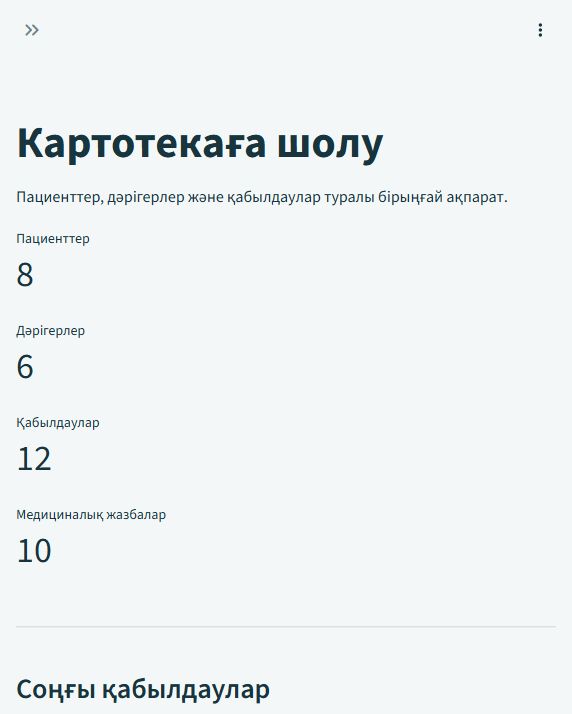 Картотекаға шолу
Пациенттер, дәрігерлер және қабылдаулар туралы бірыңғай ақпарат.
Пациенттер
8
Дәрігерлер
6
Қабылдаулар
12
Медициналық жазбалар
10
Соңғы қабылдаулар